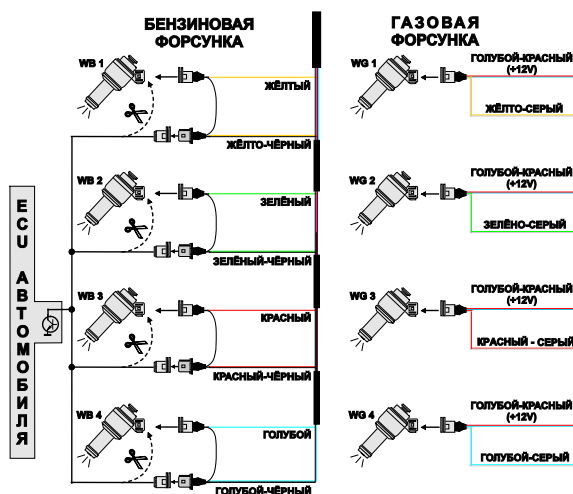 БЕНЗИНОВАЯ
ФОРСУНКА
ГАЗОВАЯ
ФОРСУНКА
WB 1
ЖЁЛТЫЙ
ЖЁЛТО-ЧЁРНЫЙ
WB 2
ЗЕЛЁНЫЙ
ЗЕЛЁНЫЙ-ЧЁРНЫЙ
WB 3
КРАСНЫЙ
КРАСНЫЙ-ЧЁРНЫЙ
WB 4
ГОЛУБОЙ
ГОЛУБОЙ-ЧЁРНЫЙ
ECU АВТОМОБИЛЯ
WG 1
ГОЛУБОЙ-КРАСНЫЙ
(+12V)
ЖЁЛТО-СЕРЫЙ
WG 2
ГОЛУБОЙ-КРАСНЫЙ
(+12V)
ЗЕЛЁНО-СЕРЫЙ
WG 3
ГОЛУБОЙ-КРАСНЫЙ
(+12V)
КРАСНЫЙ - СЕРЫЙ
WG 4
ГОЛУБОЙ-КРАСНЫЙ
(+12V)
ГОЛУБОЙ-СЕРЫЙ